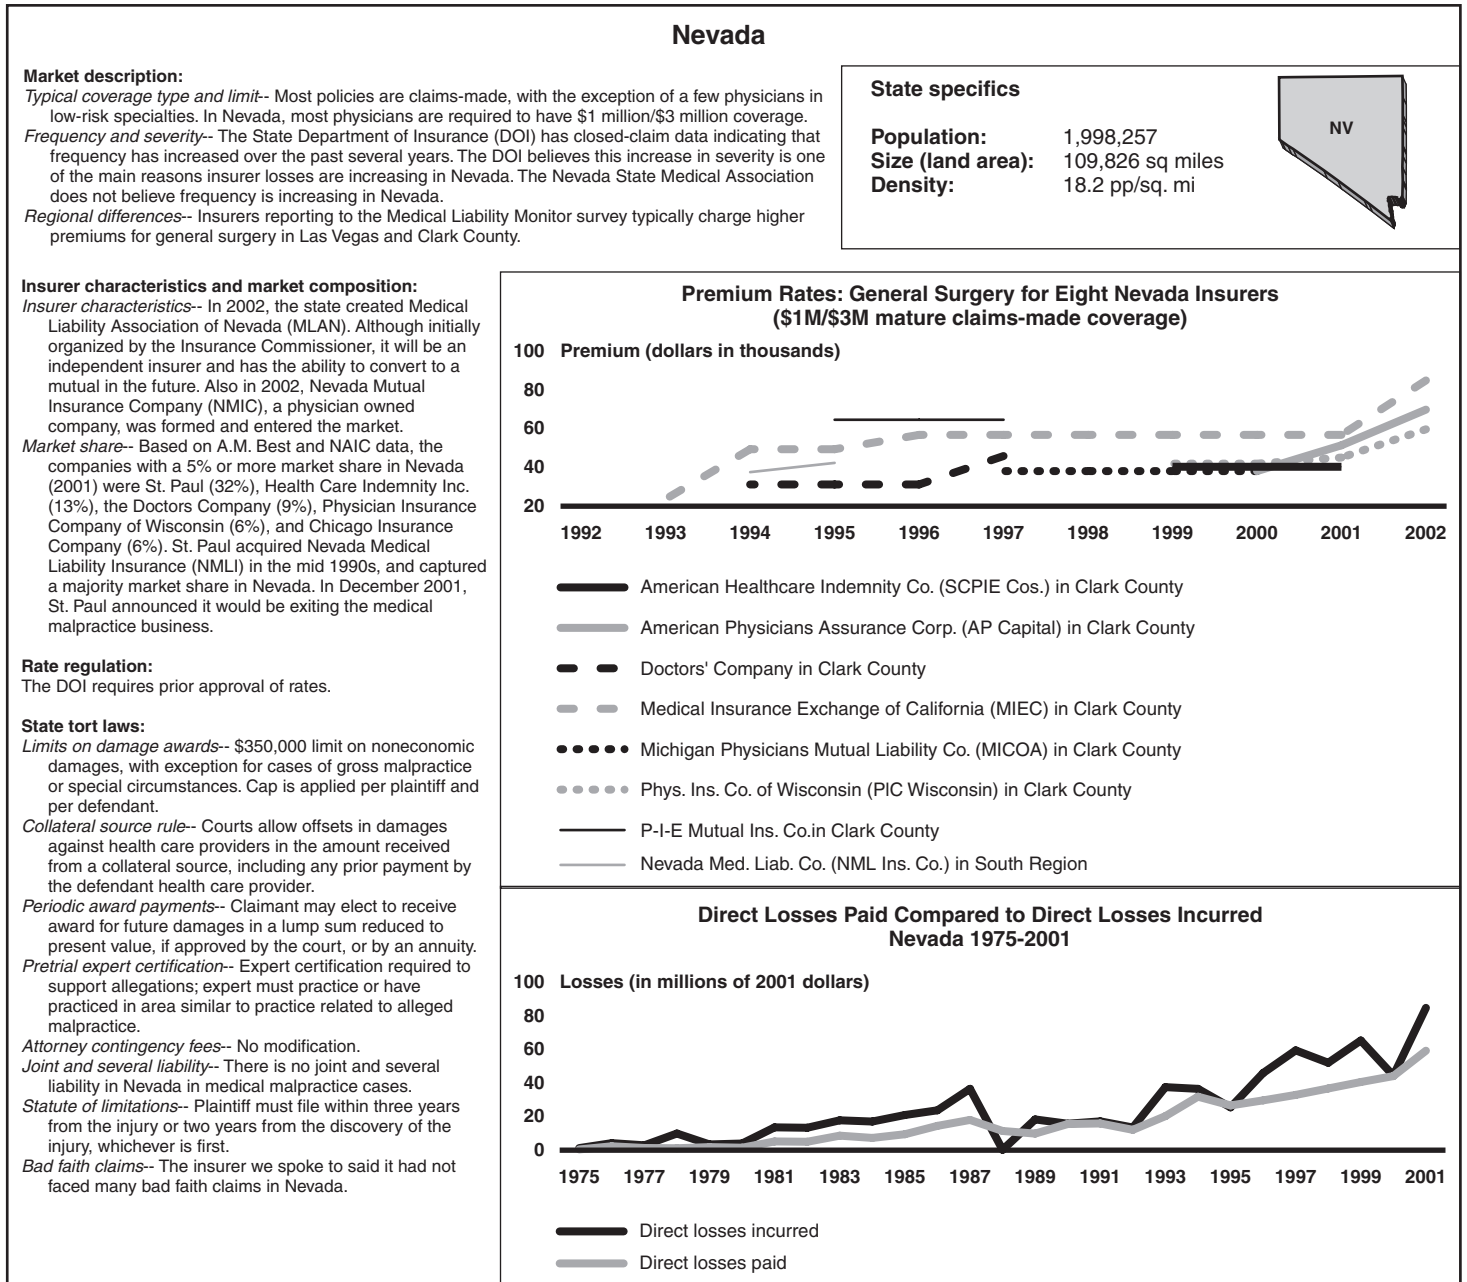 Nevada
Market description:
Typical coverage type and limit-- Most policies are claims-made, with the exception of a few physicians in
low-risk specialties. In Nevada, most physicians are required to have $1 million/$3 million coverage.
Frequency and severity-- The State Department of Insurance (DOI) has closed-claim data indicating that
frequency has increased over the past several years. The DOI believes this increase in severity is one
of the main reasons insurer losses are increasing in Nevada. The Nevada State Medical Association
does not believe frequency is increasing in Nevada.
Regional differences-- Insurers reporting to the Medical Liability Monitor survey typically charge higher
premiums for general surgery in Las Vegas and Clark County.
State specifics
Population: 1,998,257
Size (land area): 109,826 sq miles
Density: 18.2 pp/sq. mi
NV
Insurer characteristics and market composition:
Insurer characteristics-- In 2002, the state created Medical
Liability Association of Nevada (MLAN). Although initially
organized by the Insurance Commissioner, it will be an
independent insurer and has the ability to convert to a
mutual in the future. Also in 2002, Nevada Mutual
Insurance Company (NMIC), a physician owned
company, was formed and entered the market.
Market share-- Based on A.M. Best and NAIC data, the
companies with a 5% or more market share in Nevada
(2001) were St. Paul (32%), Health Care Indemnity Inc.
(13%), the Doctors Company (9%), Physician Insurance
Company of Wisconsin (6%), and Chicago Insurance
Company (6%). St. Paul acquired Nevada Medical
Liability Insurance (NMLI) in the mid 1990s, and captured
a majority market share in Nevada. In December 2001,
St. Paul announced it would be exiting the medical
malpractice business.
Rate regulation:
The DOI requires prior approval of rates.
State tort laws:
Limits on damage awards-- $350,000 limit on noneconomic
damages, with exception for cases of gross malpractice
or special circumstances. Cap is applied per plaintiff and
per defendant.
Collateral source rule-- Courts allow offsets in damages
against health care providers in the amount received
from a collateral source, including any prior payment by
the defendant health care provider.
Periodic award payments-- Claimant may elect to receive
award for future damages in a lump sum reduced to
present value, if approved by the court, or by an annuity.
Pretrial expert certification-- Expert certification required to
support allegations; expert must practice or have
practiced in area similar to practice related to alleged
malpractice.
Attorney contingency fees-- No modification.
Joint and several liability-- There is no joint and several
liability in Nevada in medical malpractice cases.
Statute of limitations-- Plaintiff must file within three years
from the injury or two years from the discovery of the
injury, whichever is first.
Bad faith claims-- The insurer we spoke to said it had not
faced many bad faith claims in Nevada.
Premium Rates: General Surgery for Eight Nevada Insurers
($1M/$3M mature claims-made coverage)
100 Premium (dollars in thousands)
80
60
40
20
1992 1993 1994 1995 1996 1997 1998 1999 2000 2001 2002
American Healthcare Indemnity Co. (SCPIE Cos.) in Clark County
American Physicians Assurance Corp. (AP Capital) in Clark County
Doctors' Company in Clark County
Medical Insurance Exchange of California (MIEC) in Clark County
Michigan Physicians Mutual Liability Co. (MICOA) in Clark County
Phys. Ins. Co. of Wisconsin (PIC Wisconsin) in Clark County
P-I-E Mutual Ins. Co.in Clark County
Nevada Med. Liab. Co. (NML Ins. Co.) in South Region
Direct Losses Paid Compared to Direct Losses Incurred
Nevada 1975-2001
100 Losses (in millions of 2001 dollars)
80
60
40
20
0
1975 1977 1979 1981 1983 1985 1987 1989 1991 1993 1995 1997 1999 2001
Direct losses incurred
Direct losses paid